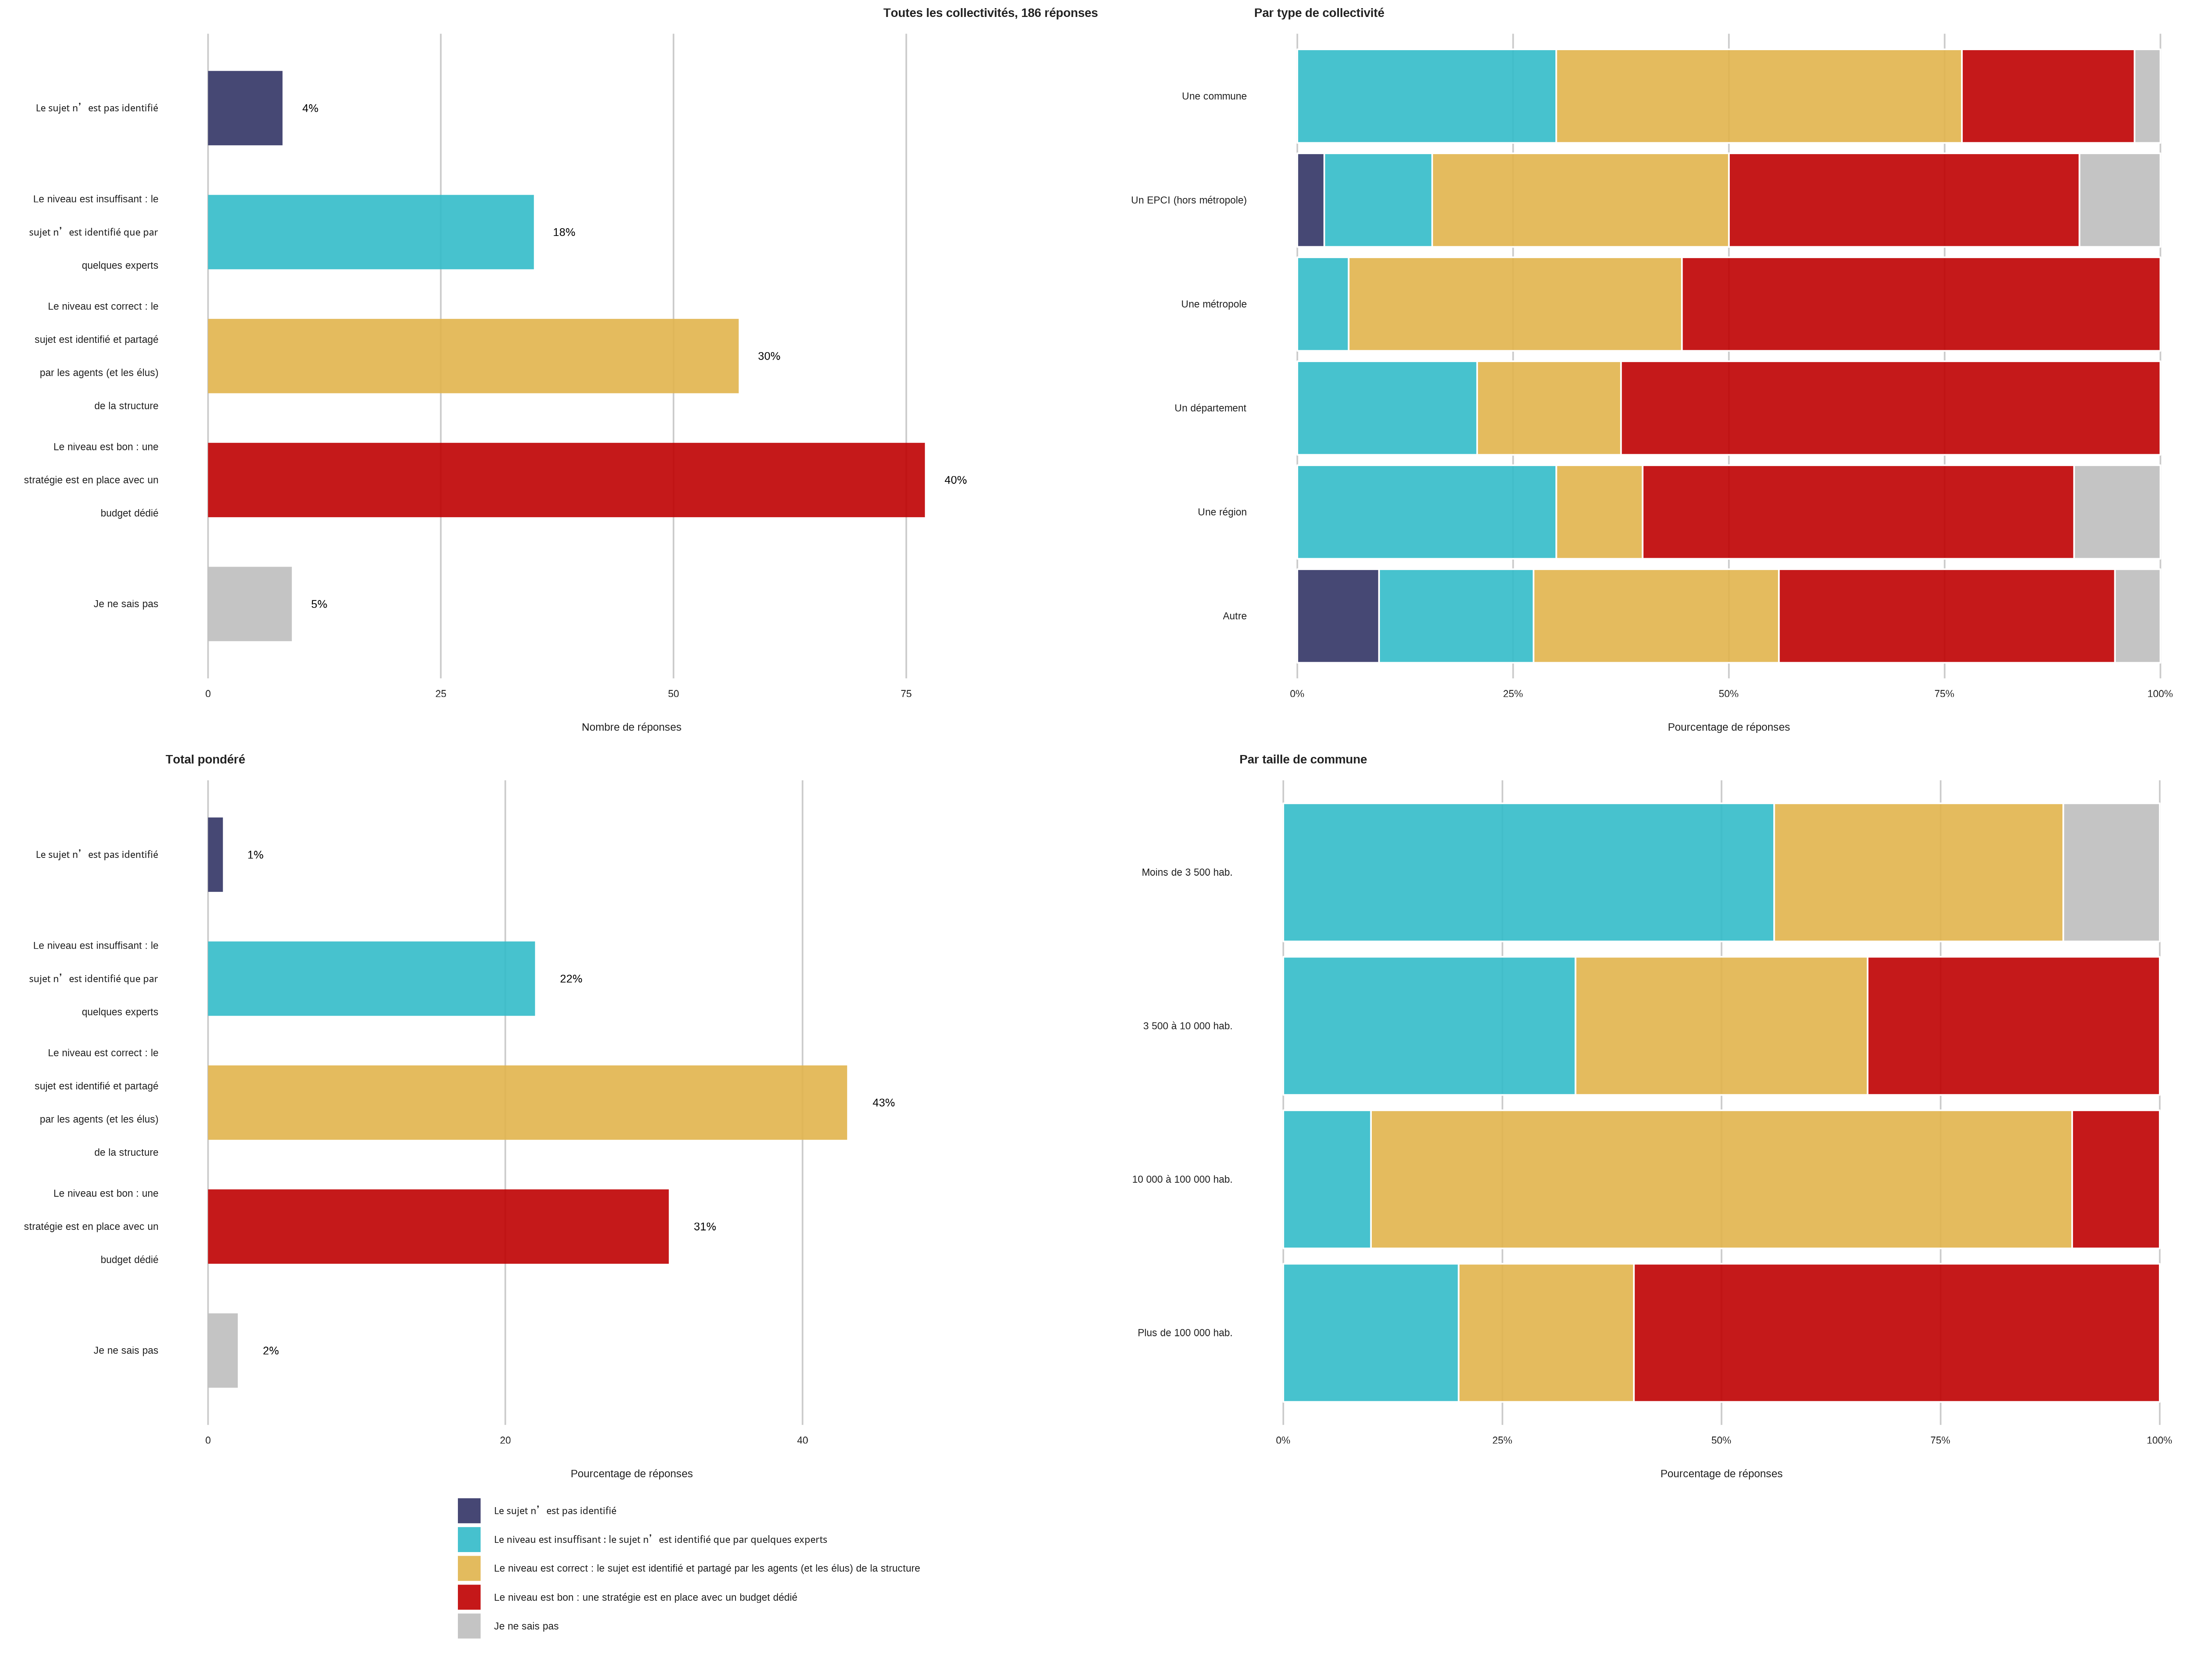 Toutes les collectivités, 186 réponses
Le sujet n’est pas identifié
4%
Le niveau est insuffisant : le
sujet n’est identifié que par
quelques experts
18%
Le niveau est correct : le
sujet est identifié et partagé
par les agents (et les élus)
de la structure
30%
Le niveau est bon : une
stratégie est en place avec un
budget dédié
40%
Je ne sais pas
5%
0 25 50 75
Nombre de réponses
Par type de collectivité
Une commune
Un EPCI (hors métropole)
Une métropole
Un département
Une région
Autre
0% 25% 50% 75% 100%
Pourcentage de réponses
Total pondéré
Le sujet n’est pas identifié
1%
Le niveau est insuffisant : le
sujet n’est identifié que par
quelques experts
22%
Le niveau est correct : le
sujet est identifié et partagé
par les agents (et les élus)
de la structure
43%
Le niveau est bon : une
stratégie est en place avec un
budget dédié
31%
Je ne sais pas
2%
0 20 40
Pourcentage de réponses
Par taille de commune
Moins de 3 500 hab.
3 500 à 10 000 hab.
10 000 à 100 000 hab.
Plus de 100 000 hab.
0% 25% 50% 75% 100%
Pourcentage de réponses
Le sujet n’est pas identifié
Le niveau est insuffisant : le sujet n’est identifié que par quelques experts
Le niveau est correct : le sujet est identifié et partagé par les agents (et les élus) de la structure
Le niveau est bon : une stratégie est en place avec un budget dédié
Je ne sais pas